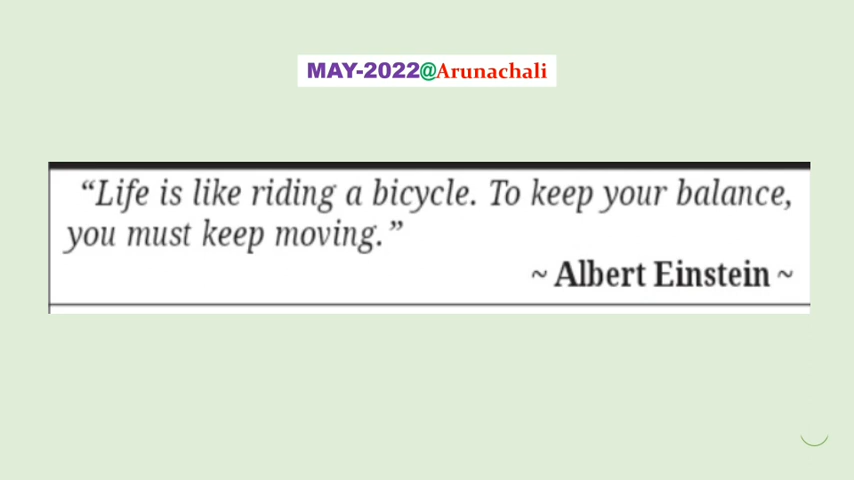 MAY-2022@Arunachali
“Life is like riding a bicycle. To keep your balance,
you must keep moving.”
~ Albert Einstein ~